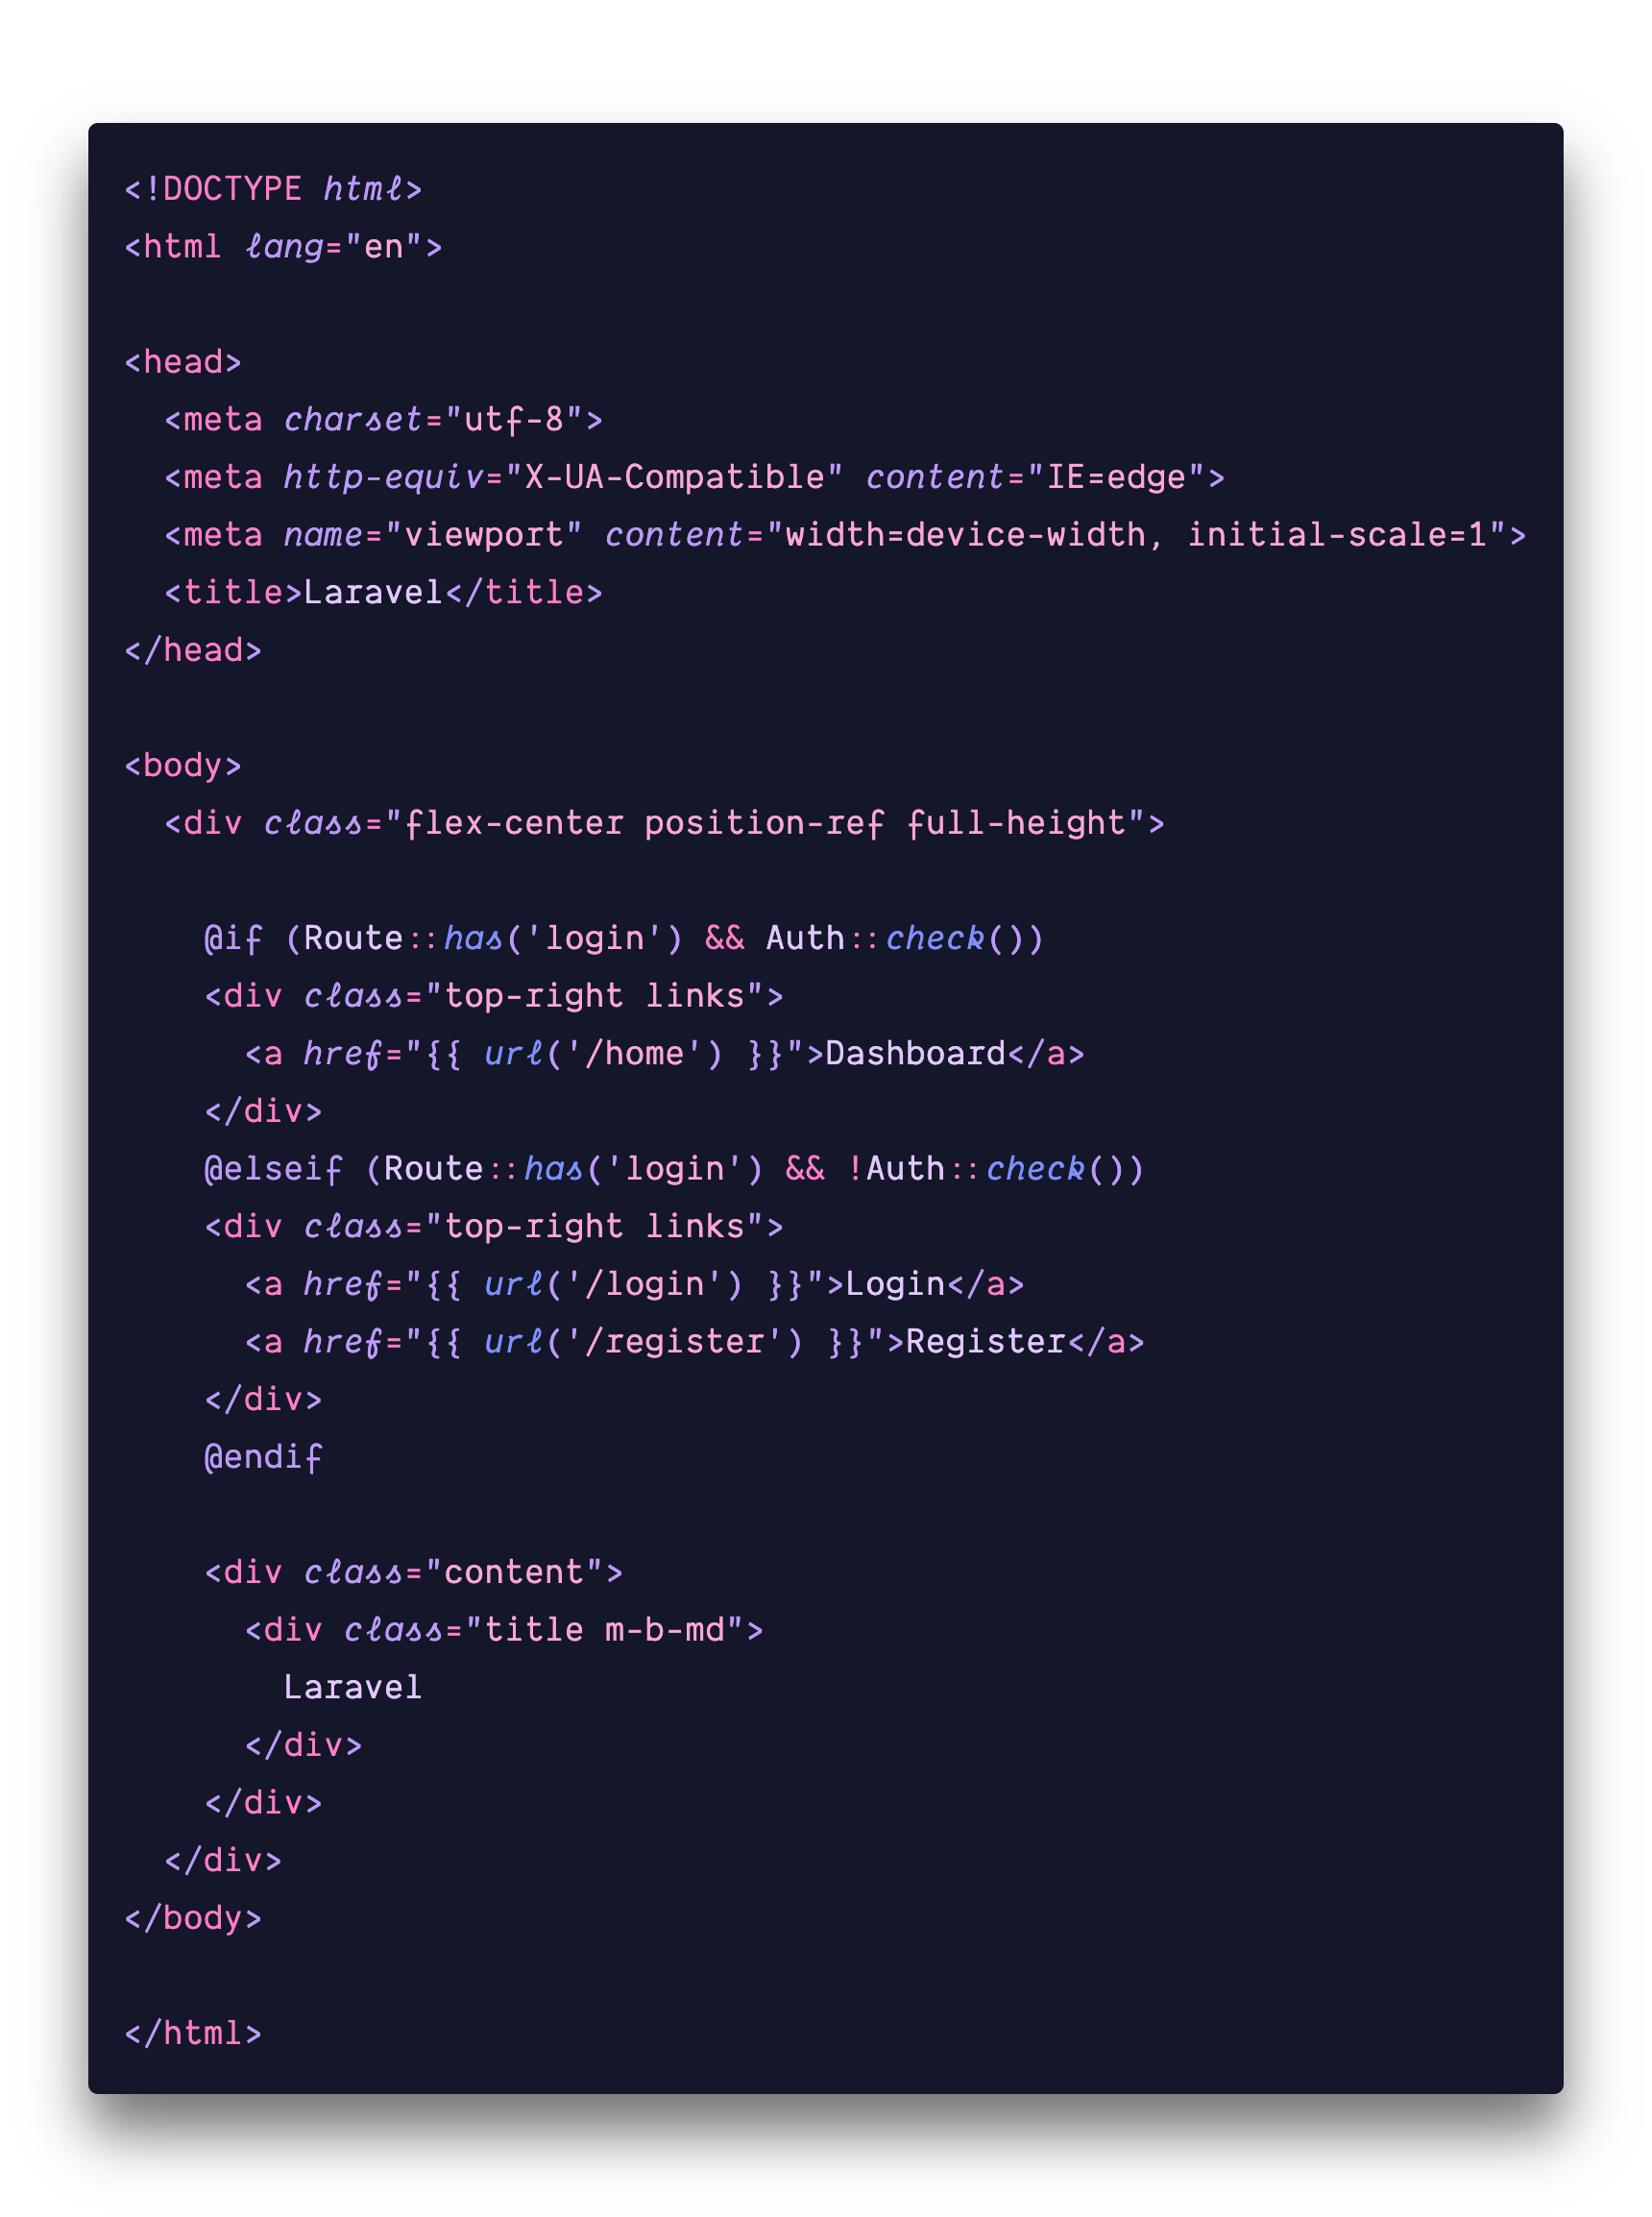 <!DOCTYPE html>
<html lang="en">

<head>
  <meta charset="utf-8">
  <meta http-equiv="X-UA-Compatible" content="IE=edge">
  <meta name="viewport" content="width=device-width, initial-scale=1">
  <title>Laravel</title>
</head>

<body>
  <div class="flex-center position-ref full-height">

    @if (Route::has('login') && Auth::check())
    <div class="top-right links">
      <a href="{{ url('/home') }}">Dashboard</a>
    </div>
    @elseif (Route::has('login') && !Auth::check())
    <div class="top-right links">
      <a href="{{ url('/login') }}">Login</a>
      <a href="{{ url('/register') }}">Register</a>
    </div>
    @endif

    <div class="content">
      <div class="title m-b-md">
        Laravel
      </div>
    </div>
  </div>
</body>

</html>